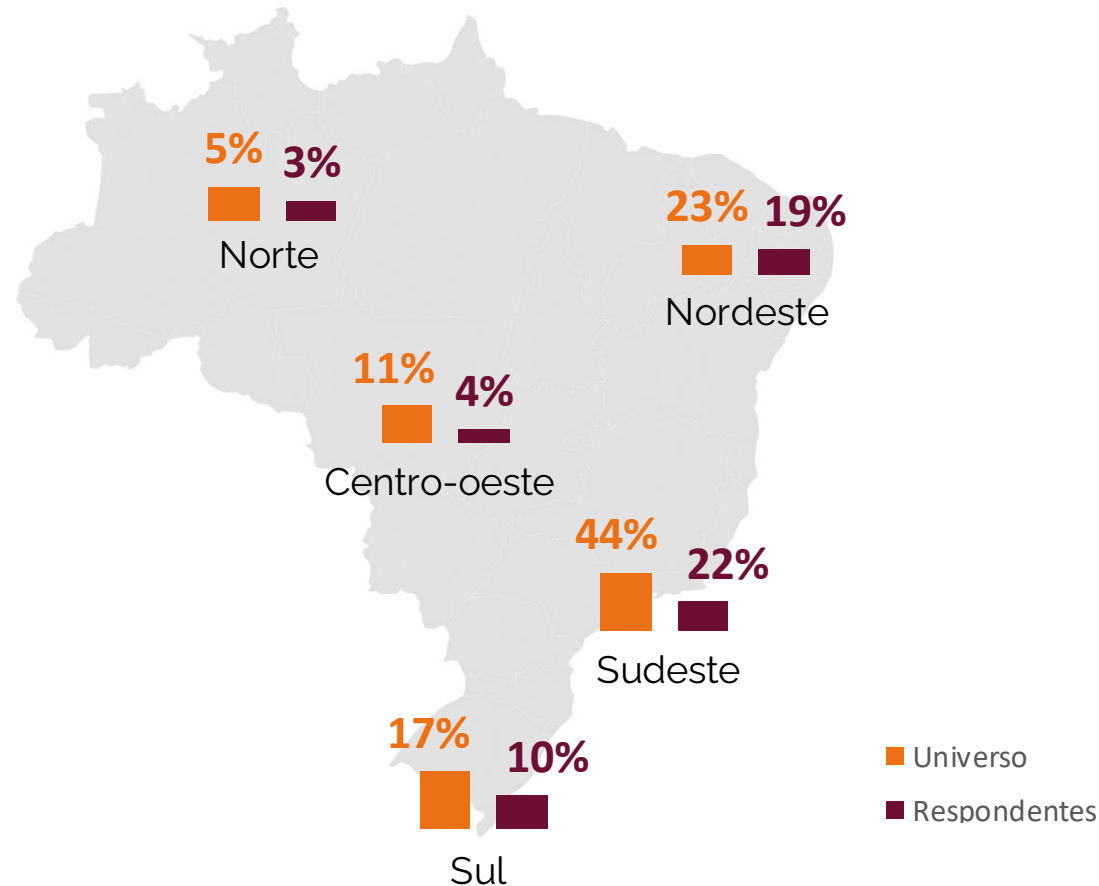 5% 3%
Norte
23% 19%
Nordeste
11% 4%
Centro-oeste
44% 22%
Sudeste
17% 10%
Sul
Universo
Respondentes